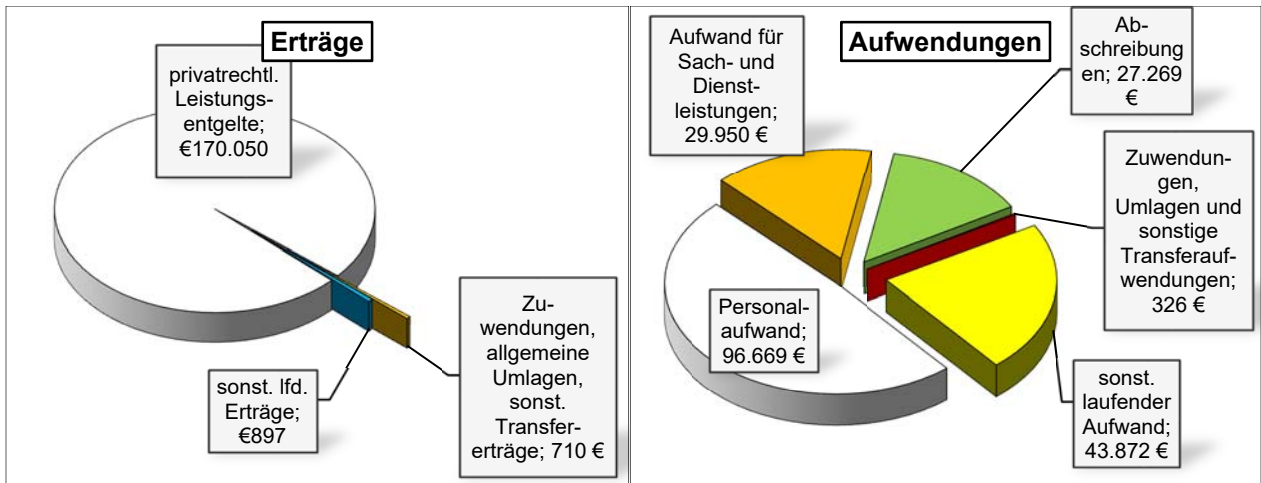 Erträge
privatrechtl.
Leistungs-
entgelte;
€170.050
sonst. lfd.
Erträge;
€897
Zu-
wendungen,
allgemeine
Umlagen,
sonst.
Transfer-
erträge; 710 €
Aufwendungen
Aufwand für
Sach- und
Dienst-
leistungen;
29.950 €
Ab-
schreibung
en; 27.269
€
Zuwendun-
gen,
Umlagen und
sonstige
Transferauf-
wendungen;
326 €
Personal-
aufwand;
96.669 €
sonst.
laufender
Aufwand;
43.872 €